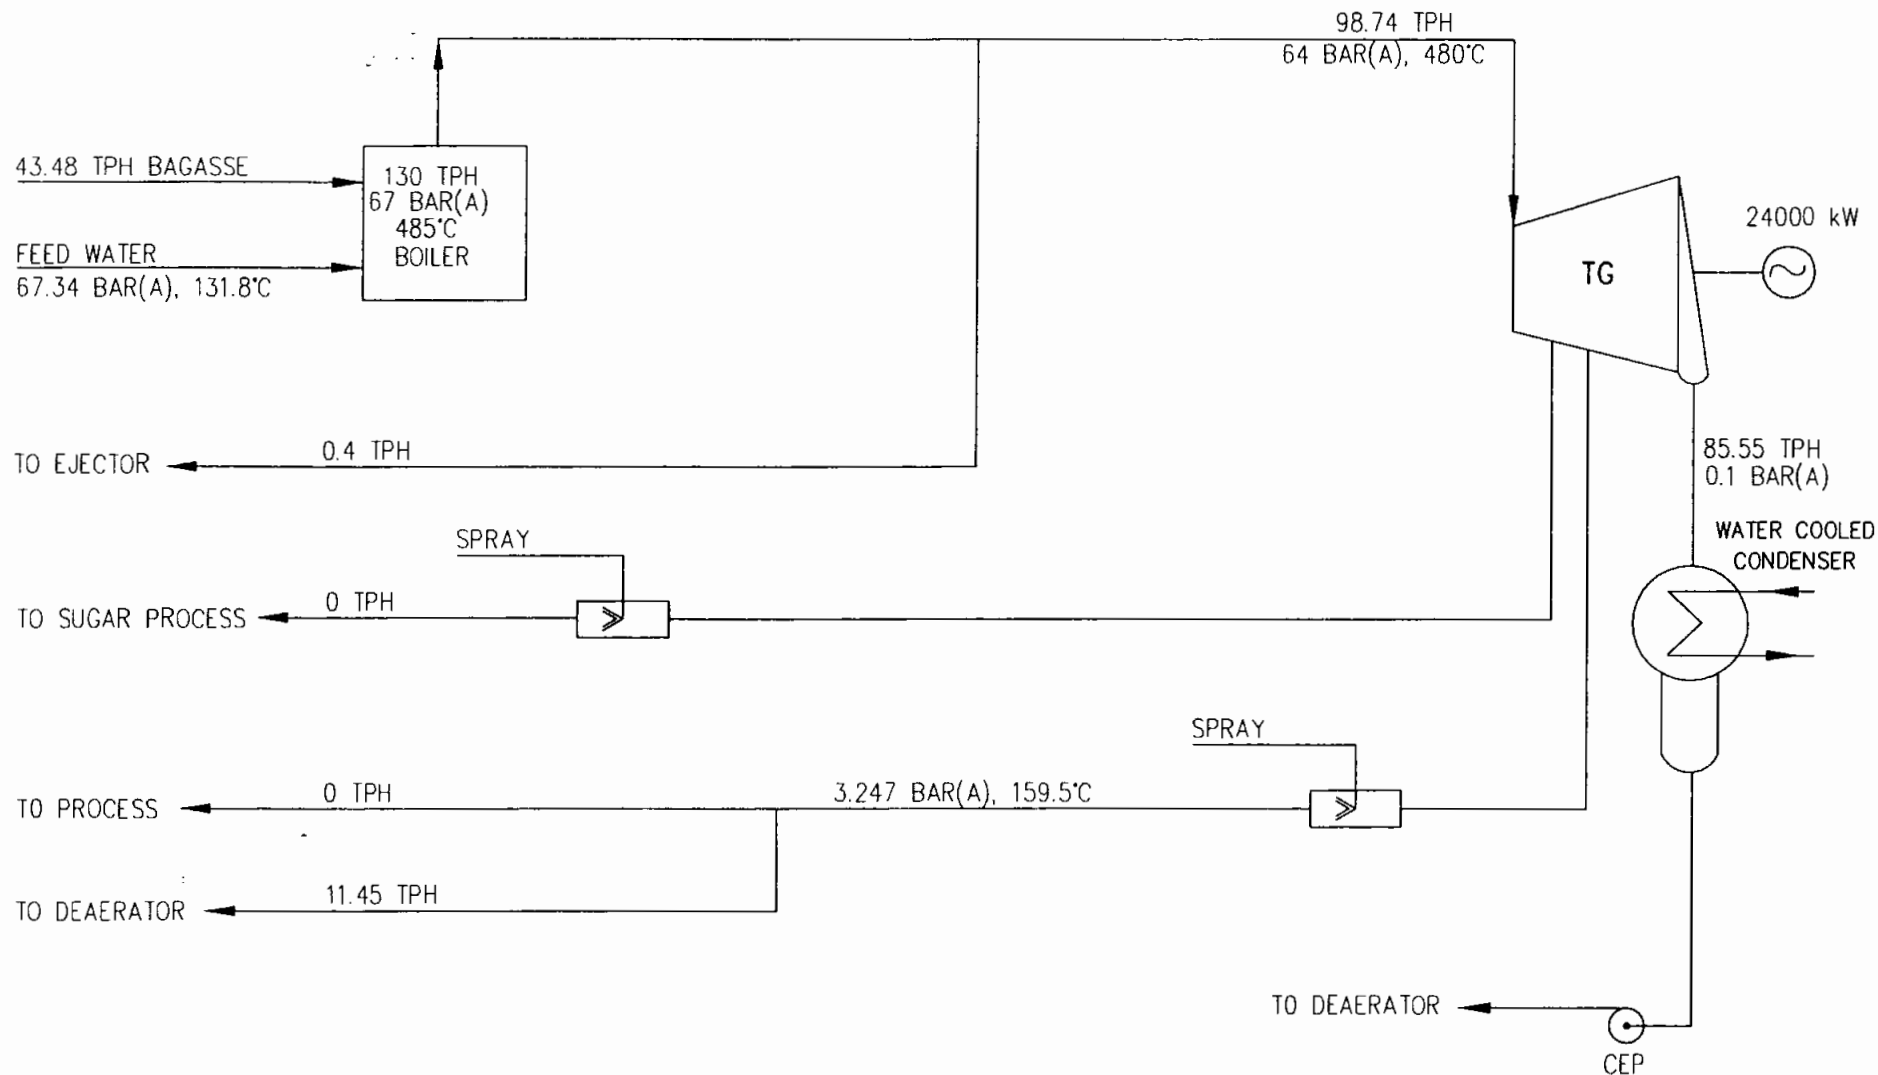 98.74 TPH
64 BAR(A), 480°C
43.48 TPH BAGASSE
130 TPH
67 BAR(A)
485°C
BOILER
FEED WATER
67.34 BAR(A), 131.8°C
24000 kW
TG
TO EJECTOR
0.4 TPH
85.55 TPH
0.1 BAR(A)
WATER COOLED
CONDENSER
SPRAY
TO SUGAR PROCESS
0 TPH
SPRAY
TO PROCESS
0 TPH
3.247 BAR(A), 159.5°C
TO DEAERATOR
11.45 TPH
TO DEAERATOR
CEP